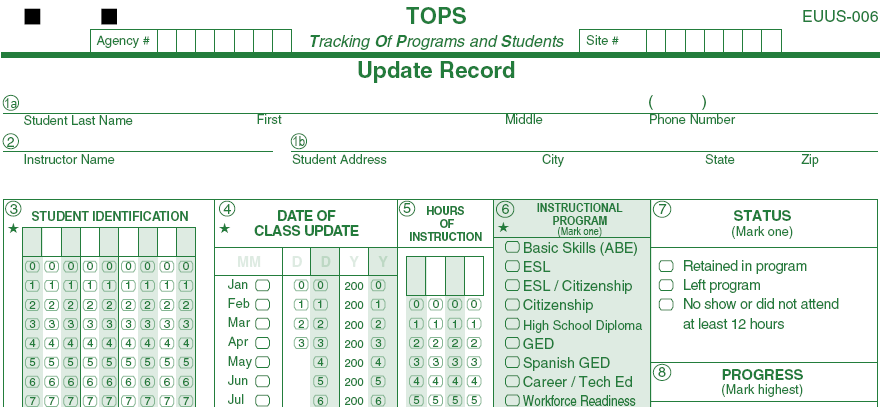 TOPS
EUUS-006
Agency #
Tracking Of Programs and Students
Site #
Update Record
1a
( )
Student Last Name First Middle Phone Number
2 1b
Instructor Name Student Address City State Zip
3 STUDENT IDENTIFICATION
★
0 0 0 0 0 0 0 0 0
1 1 1 1 1 1 1 1 1
2 2 2 2 2 2 2 2 2
3 3 3 3 3 3 3 3 3
4 4 4 4 4 4 4 4 4
5 5 5 5 5 5 5 5 5
6 6 6 6 6 6 6 6 6
7 7 7 7 7 7 7 7 7
4 DATE OF
★ CLASS UPDATE
MM D D Y Y
Jan 0 0 200 0
Feb 1 1 200 1
Mar 2 2 200 2
Apr 3 3 200 3
May 4 200 4
Jun 5 200 5
Jul 6 200 6
5 HOURS
OF
INSTRUCTION
0 0 0 0
1 1 1 1
2 2 2 2
3 3 3 3
4 4 4 4
5 5 5 5
6 INSTRUCTIONAL
★ PROGRAM
(Mark one)
Basic Skills (ABE)
ESL
ESL / Citizenship
Citizenship
High School Diploma
GED
Spanish GED
Career / Tech Ed
Workforce Readiness
7 STATUS
(Mark one)
Retained in program
Left program
No show or did not attend
at least 12 hours
8 PROGRESS
(Mark highest)